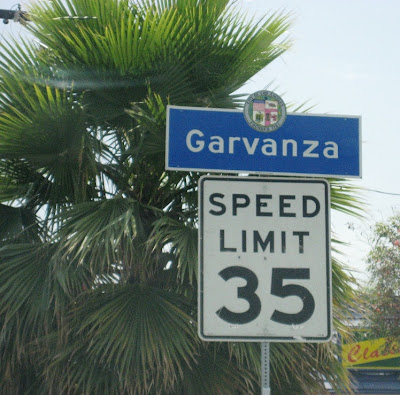 Garvanza
SPEED
LIMIT
35